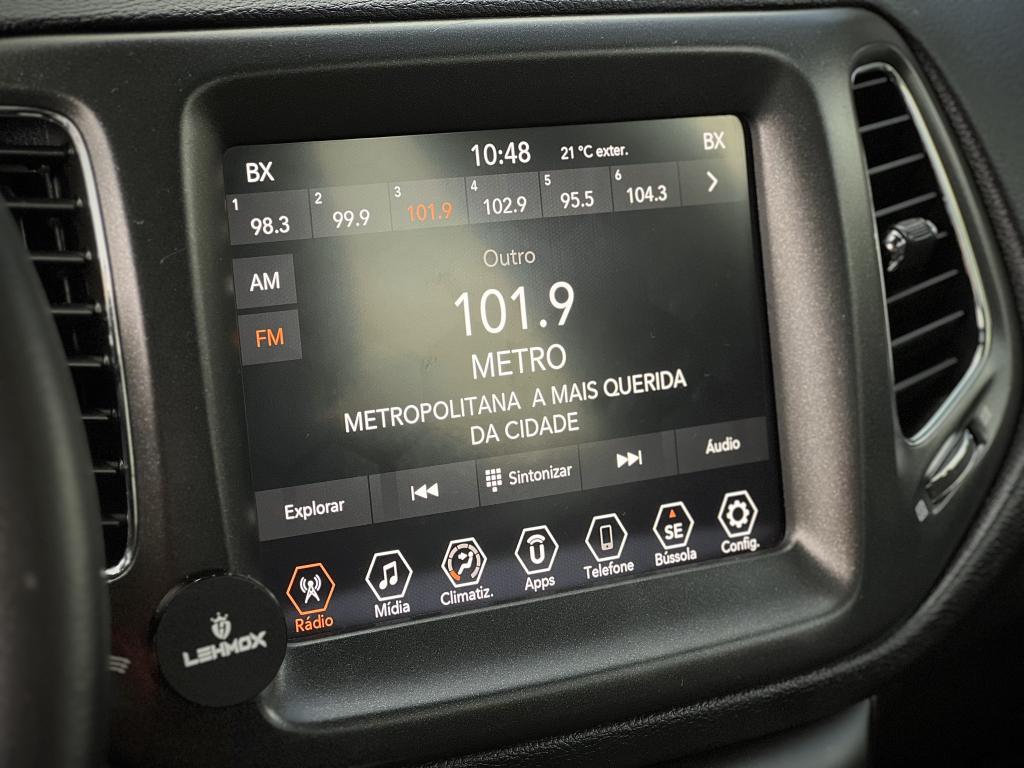 BX 10:48 21 °C exter. BX
1 98.3 2 99.9 3 101.9 4 102.9 5 95.5 6 104.3
Outro
AM
101.9
FM
METRO
METROPOLITANA A MAIS QUERIDA
DA CIDADE
Explorar Sintonizar Áudio
SE
Rádio Mídia Climatiz. Apps Telefone Bússola Config.
LEHMOX